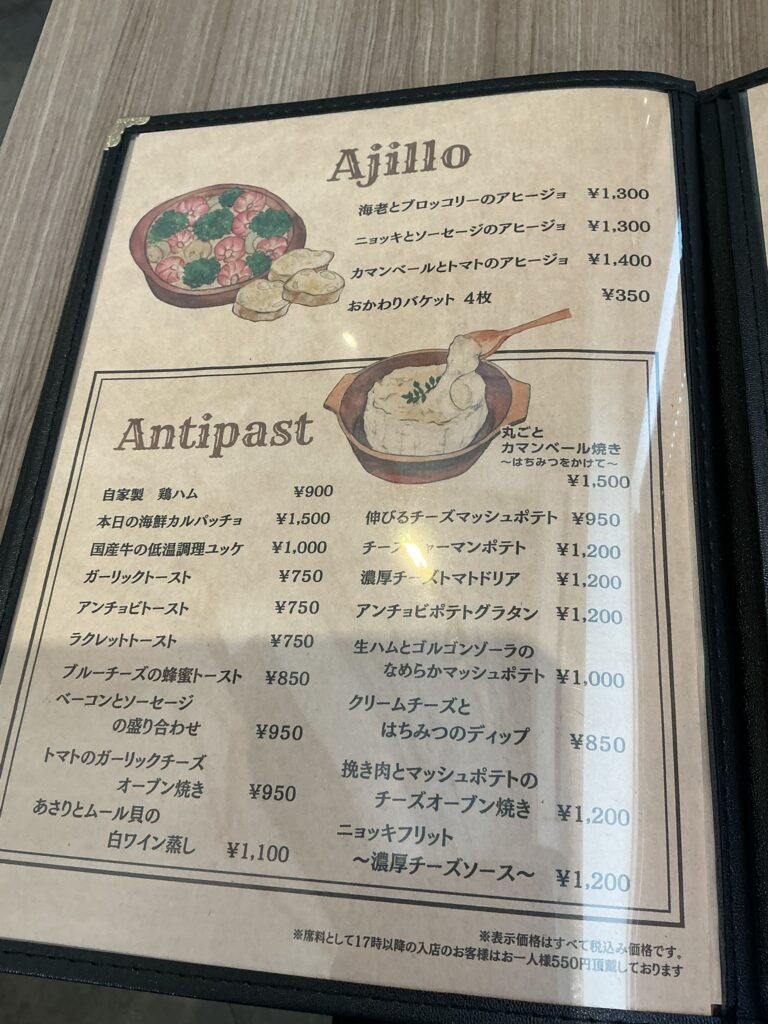 Ajillo
海老とブロッコリーのアヒージョ ¥1,300
ニョッキとソーセージのアヒージョ ¥1,300
カマンベールとトマトのアヒージョ ¥1,400
おかわりバケット 4枚 ¥350
Antipast
丸ごと
カマンベール焼き
～はちみつをかけて～
¥1,500
自家製 鶏ハム ¥900
本日の海鮮カルパッチョ ¥1,500
国産牛の低温調理ユッケ ¥1,000
ガーリックトースト ¥750
アンチョビトースト ¥750
ラクレットトースト ¥750
ブルーチーズの蜂蜜トースト ¥850
ベーコンとソーセージ
の盛り合わせ ¥950
トマトのガーリックチーズ
オーブン焼き ¥950
あさりとムール貝の
白ワイン蒸し ¥1,100
伸びるチーズマッシュポテト ¥950
チーズジャーマンポテト ¥1,200
濃厚チーズトマトドリア ¥1,200
アンチョビポテトグラタン ¥1,200
生ハムとゴルゴンゾーラの
なめらかマッシュポテト ¥1,000
クリームチーズと
はちみつのディップ ¥850
挽き肉とマッシュポテトの
チーズオーブン焼き ¥1,200
ニョッキフリット
～濃厚チーズソース～ ¥1,200
※表示価格はすべて税込み価格です。
※席料として17時以降の入店のお客様はお一人様550円頂戴しております